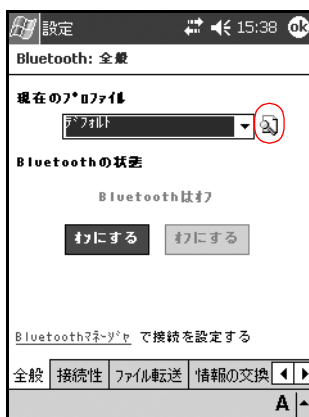 設定 15:38 ok
Bluetooth: 全般
現在のﾌﾟﾛﾌｧｲﾙ
ﾃﾞﾌｫﾙﾄ
Bluetoothの状態
Bluetoothはｵﾌ
ｵﾝにする ｵﾌにする
Bluetoothﾏﾈｰｼﾞｬ で接続を設定する
全般 接続性 ﾌｧｲﾙ転送 情報の交換
A